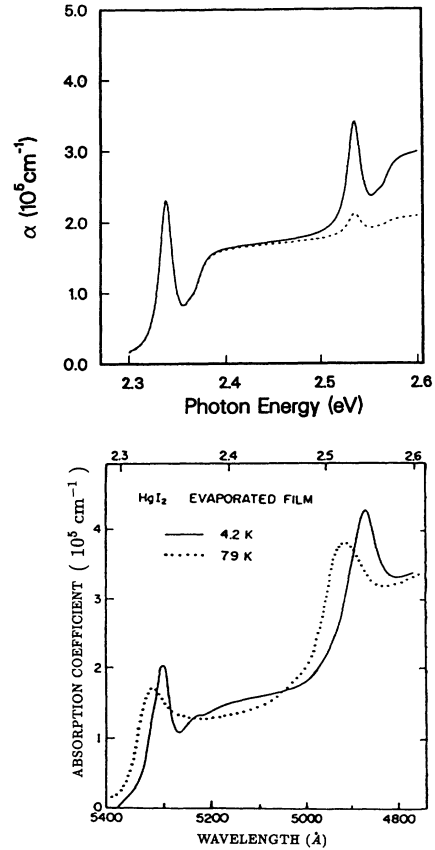 5.0
4.0
3.0
2.0
1.0
0.0
α (10⁵cm⁻¹)
2.3 2.4 2.5 2.6
Photon Energy (eV)
2.3 2.4 2.5 2.6
HgI₂ EVAPORATED FILM
4.2 K
79 K
4
3
2
1
0
ABSORPTION COEFFICIENT ( 10⁵ cm⁻¹ )
5400 5200 5000 4800
WAVELENGTH (Å)